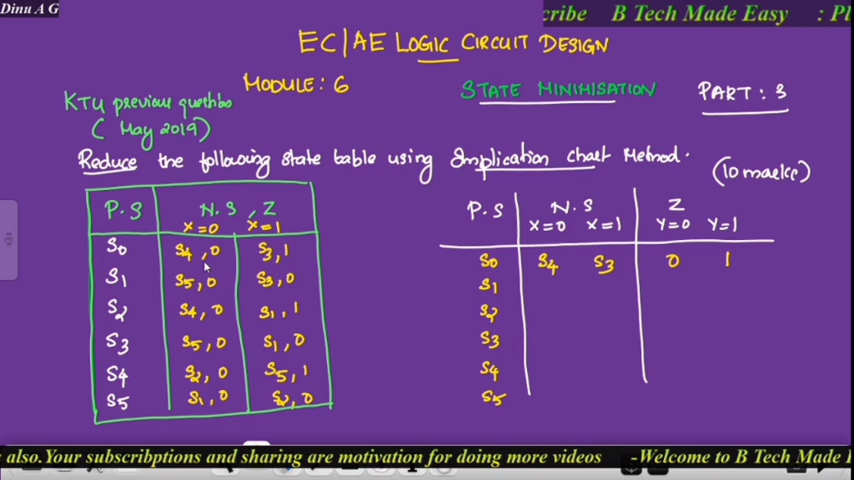 Dinu A G
cribe B Tech Made Easy : Pl
EC/AE LOGIC CIRCUIT DESIGN
MODULE: 6
STATE MINIMISATION
PART: 3
KTU previous question
(May 2019)
Reduce the following state table using Implication chart Method.
(10 marks)
P.S N.S, Z
X=0 X=1
S0 S4,0 S3,1
S1 S5,0 S3,0
S2 S4,0 S1,1
S3 S5,0 S1,0
S4 S2,0 S5,1
S5 S1,0 S2,0
P.S N.S Z
X=0 X=1 Y=0 Y=1
S0 S4 S3 0 1
S1
S2
S3
S4
S5
also.Your subscribptions and sharing are motivation for doing more videos -Welcome to B Tech Made E